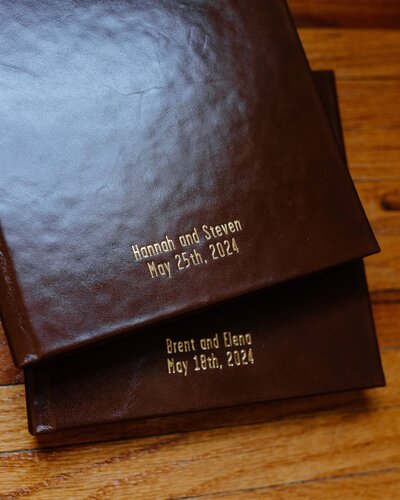 Hannah and Steven
May 25th, 2024
Brent and Elena
May 18th, 2024